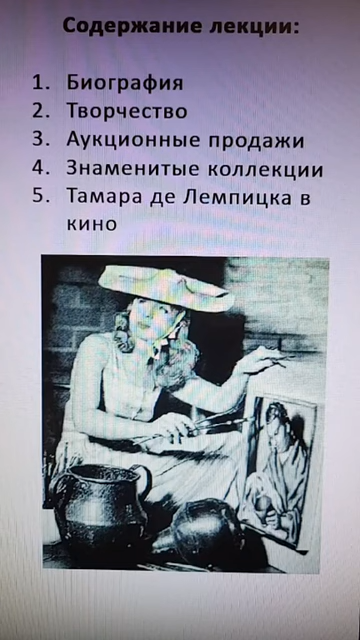 Содержание лекции:
1. Биография
2. Творчество
3. Аукционные продажи
4. Знаменитые коллекции
5. Тамара де Лемпицка в
кино